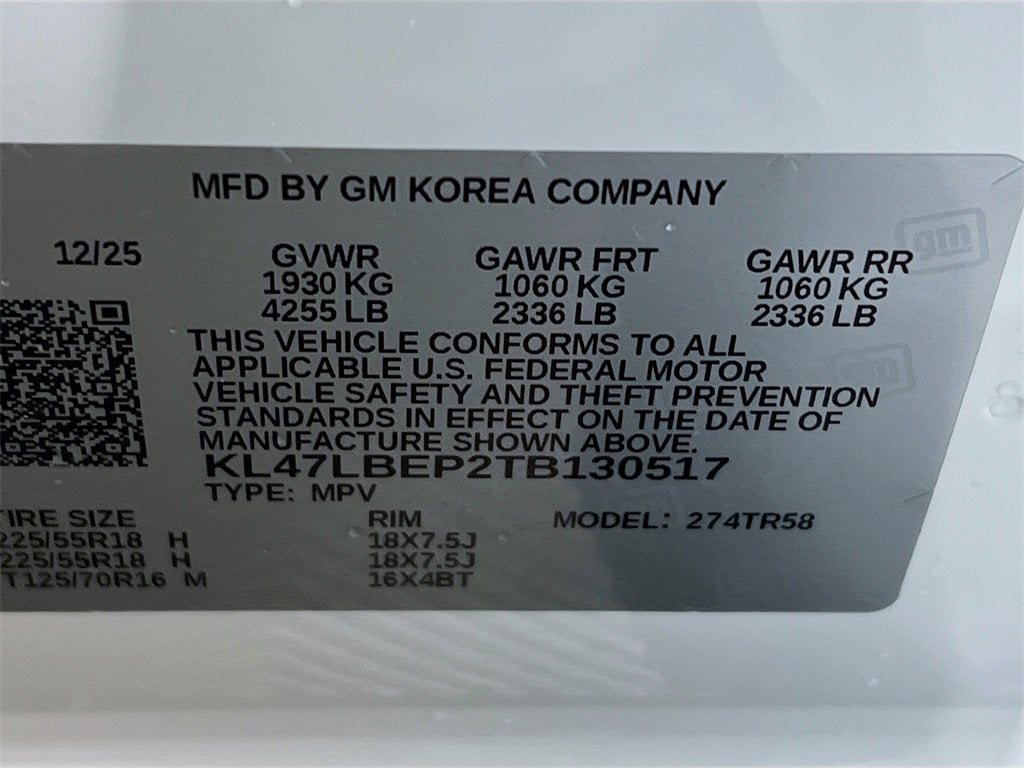 MFD BY GM KOREA COMPANY
12/25 GVWR GAWR FRT GAWR RR gm
1930 KG 1060 KG 1060 KG
4255 LB 2336 LB 2336 LB
THIS VEHICLE CONFORMS TO ALL
APPLICABLE U.S. FEDERAL MOTOR
VEHICLE SAFETY AND THEFT PREVENTION
STANDARDS IN EFFECT ON THE DATE OF
MANUFACTURE SHOWN ABOVE.
gm
KL47LBEP2TB130517
TYPE: MPV
IRE SIZE RIM MODEL: 274TR58
225/55R18 H 18X7.5J
225/55R18 H 18X7.5J
T125/70R16 M 16X4BT